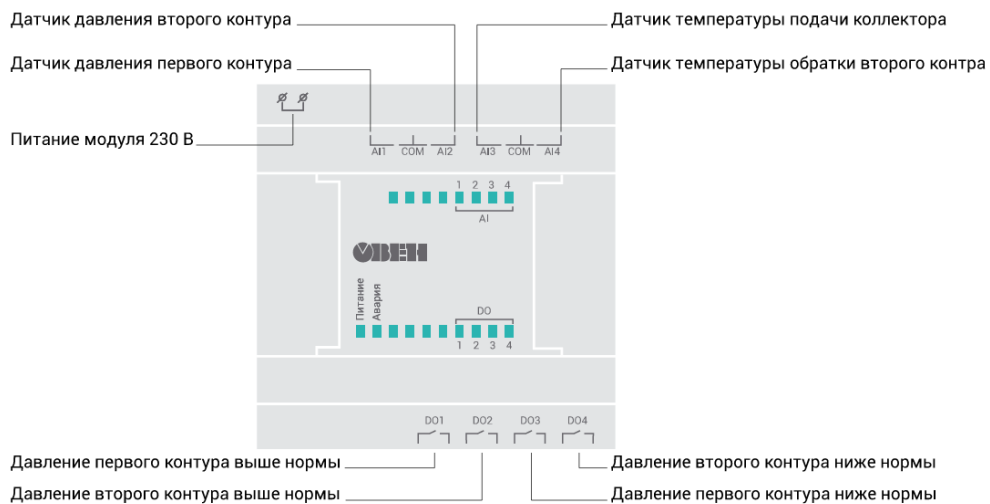 Датчик давления второго контура
Датчик температуры подачи коллектора
Датчик давления первого контура
Датчик температуры обратки второго контра
Питание модуля 230 В
AI1 COM AI2 AI3 COM AI4
1 2 3 4
AI
ОВЕН
Питание
Авария
DO
1 2 3 4
DO1 DO2 DO3 DO4
Давление первого контура выше нормы
Давление второго контура ниже нормы
Давление второго контура выше нормы
Давление первого контура ниже нормы